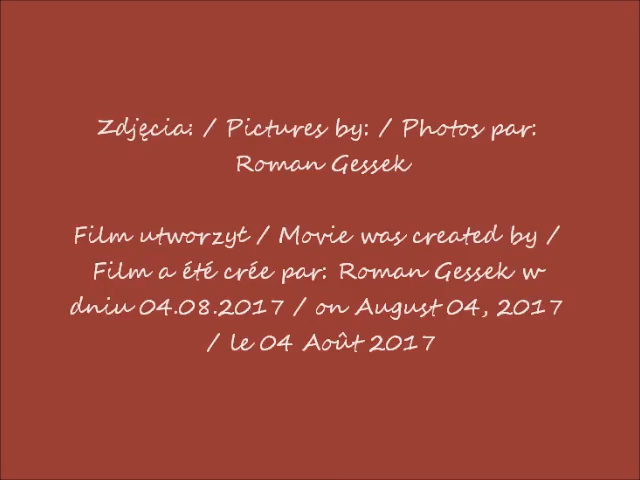 Zdjęcia: / Pictures by: / Photos par:
Roman Gessek
Film utworzył / Movie was created by /
Film a été crée par: Roman Gessek w
dniu 04.08.2017 / on August 04, 2017
/ le 04 Août 2017